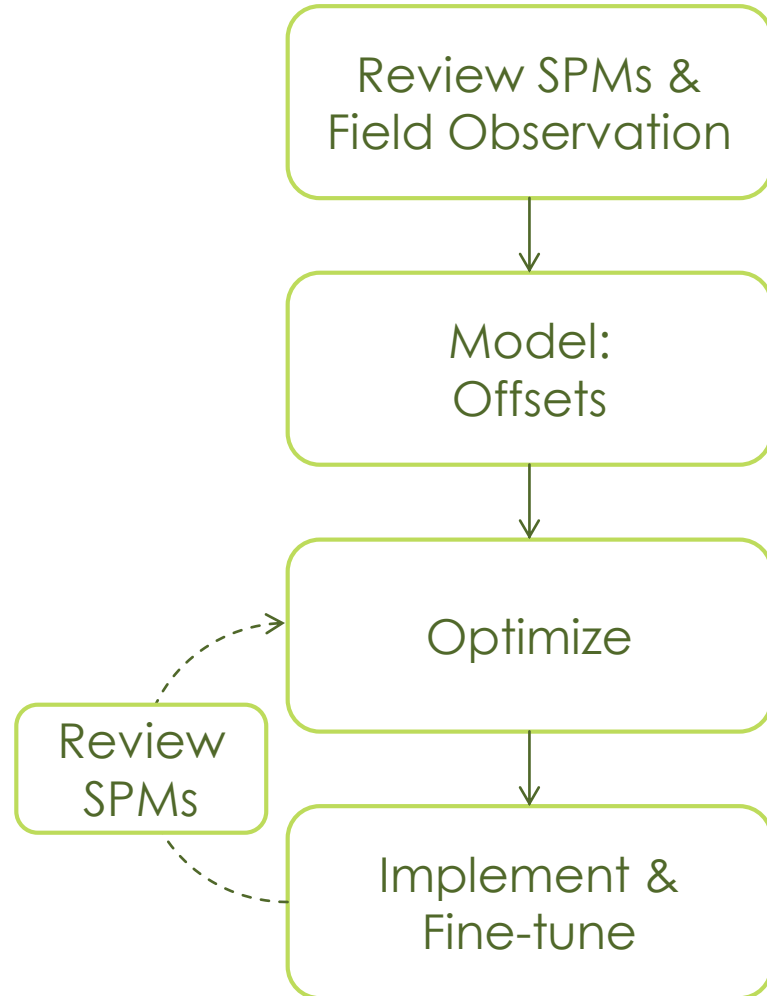 Review SPMs &
Field Observation
Model:
Offsets
Optimize
Review
SPMs
Implement &
Fine-tune